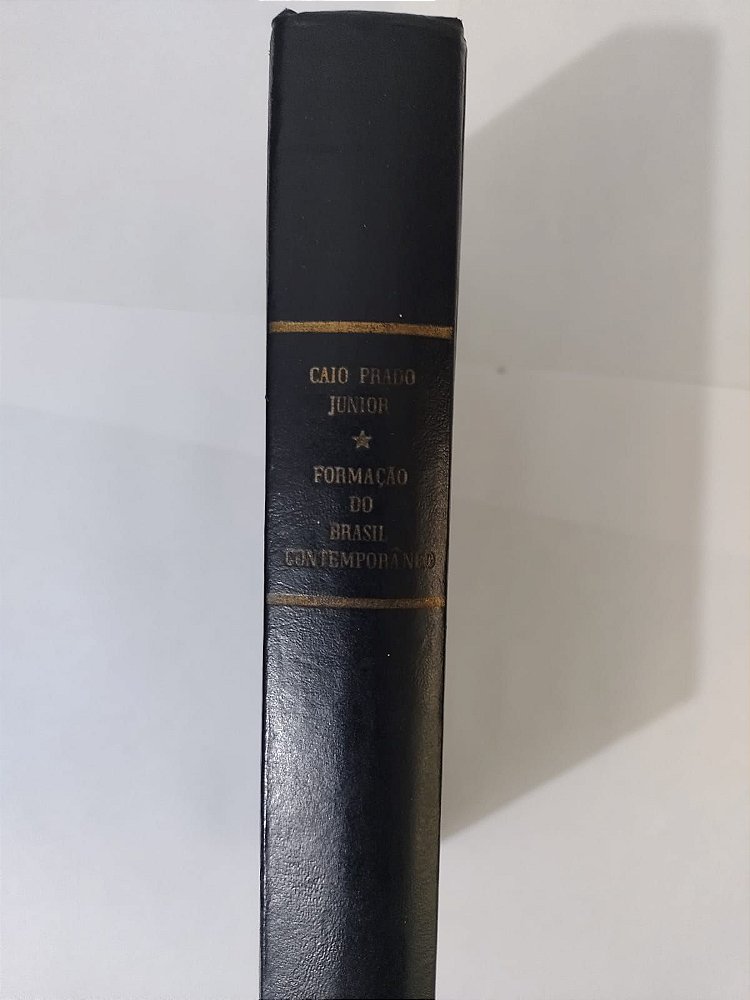 CAIO PRADO
JUNIOR
FORMAÇÃO
DO
BRASIL
CONTEMPORÂNEO